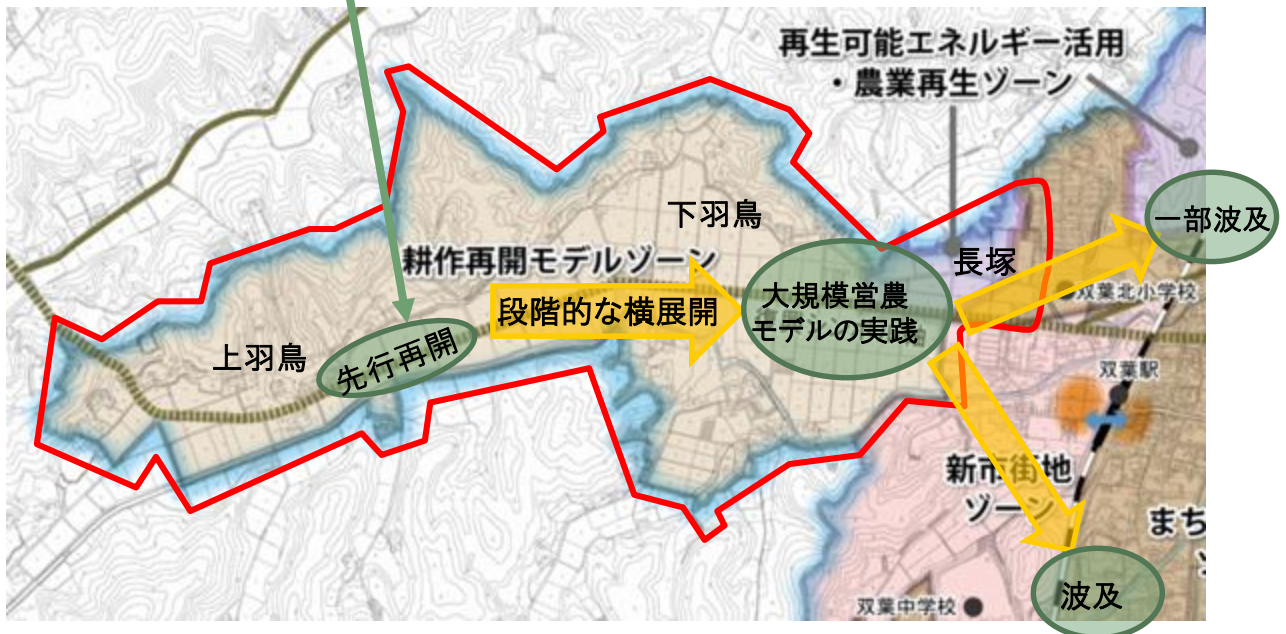 再生可能エネルギー活用
・農業再生ゾーン
下羽鳥
一部波及
耕作再開モデルゾーン
長塚
双葉北小学校
段階的な横展開
大規模営農
モデルの実践
上羽鳥
先行再開
双葉駅
新市街地
ゾーン
まち
波及
双葉中学校